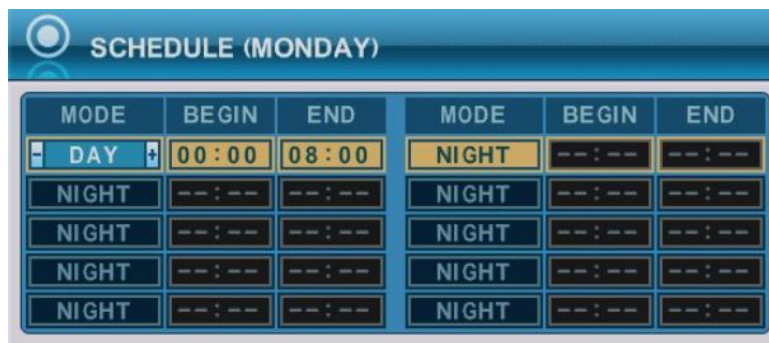 SCHEDULE (MONDAY)
MODE BEGIN END MODE BEGIN END
- DAY + 00:00 08:00 NIGHT --:-- --:--
NIGHT --:-- --:-- NIGHT --:-- --:--
NIGHT --:-- --:-- NIGHT --:-- --:--
NIGHT --:-- --:-- NIGHT --:-- --:--
NIGHT --:-- --:-- NIGHT --:-- --:--